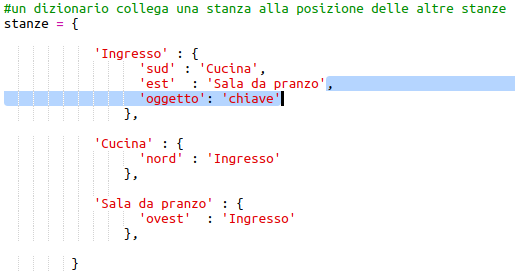 #un dizionario collega una stanza alla posizione delle altre stanze
stanze = {
'Ingresso' : {
'sud' : 'Cucina',
'est'  : 'Sala da pranzo',
'oggetto': 'chiave'
},
'Cucina' : {
'nord' : 'Ingresso'
},
'Sala da pranzo' : {
'ovest'  : 'Ingresso'
},
}